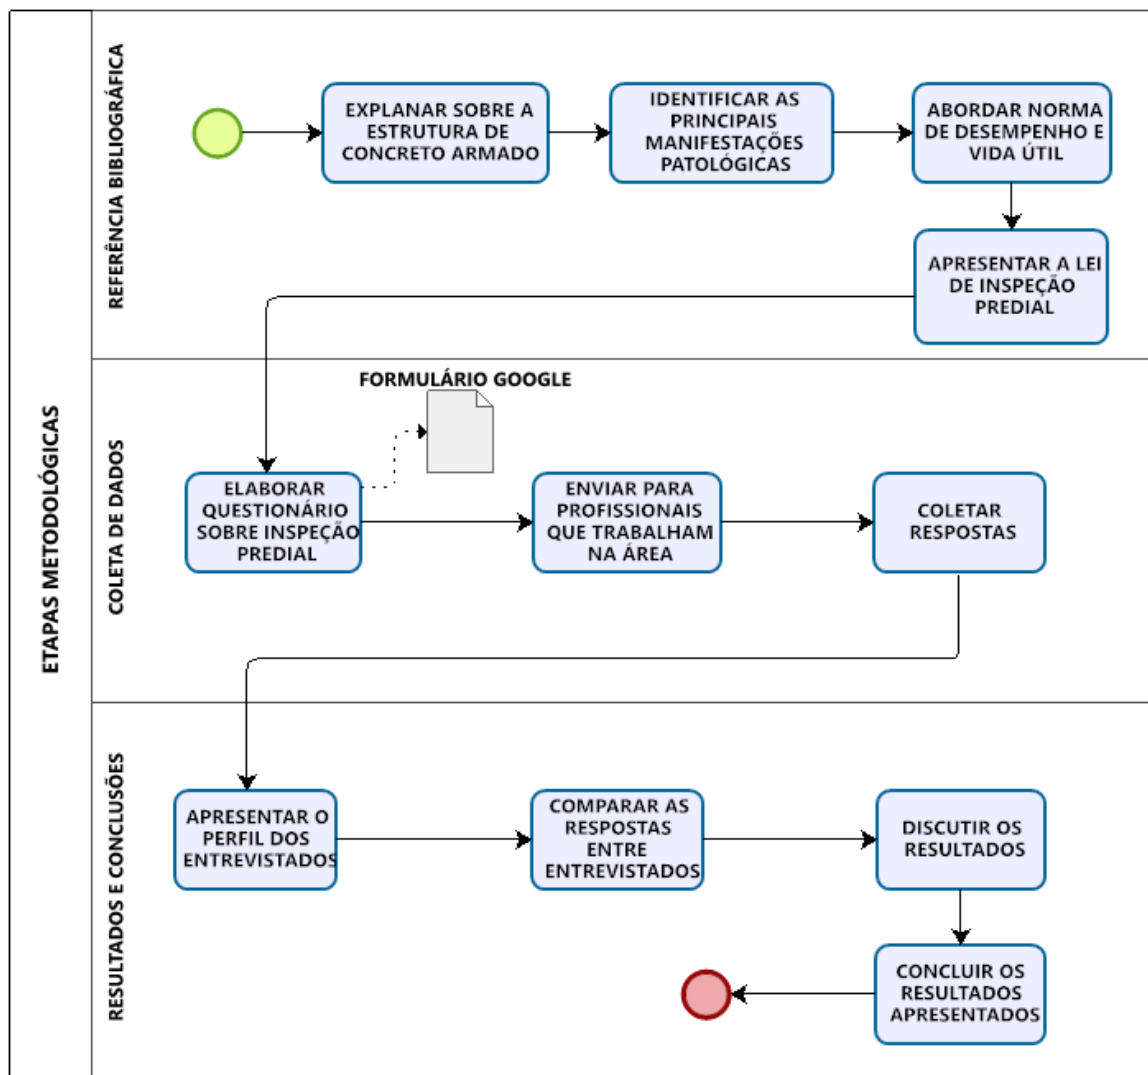 ETAPAS METODOLÓGICAS
REFERÊNCIA BIBLIOGRÁFICA
EXPLANAR SOBRE A
ESTRUTURA DE
CONCRETO ARMADO
IDENTIFICAR AS
PRINCIPAIS
MANIFESTAÇÕES
PATOLÓGICAS
ABORDAR NORMA
DE DESEMPENHO E
VIDA ÚTIL
APRESENTAR A LEI
DE INSPEÇÃO
PREDIAL
COLETA DE DADOS
FORMULÁRIO GOOGLE
ELABORAR
QUESTIONÁRIO
SOBRE INSPEÇÃO
PREDIAL
ENVIAR PARA
PROFISSIONAIS
QUE TRABALHAM
NA ÁREA
COLETAR
RESPOSTAS
RESULTADOS E CONCLUSÕES
APRESENTAR O
PERFIL DOS
ENTREVISTADOS
COMPARAR AS
RESPOSTAS
ENTRE
ENTREVISTADOS
DISCUTIR OS
RESULTADOS
CONCLUIR OS
RESULTADOS
APRESENTADOS